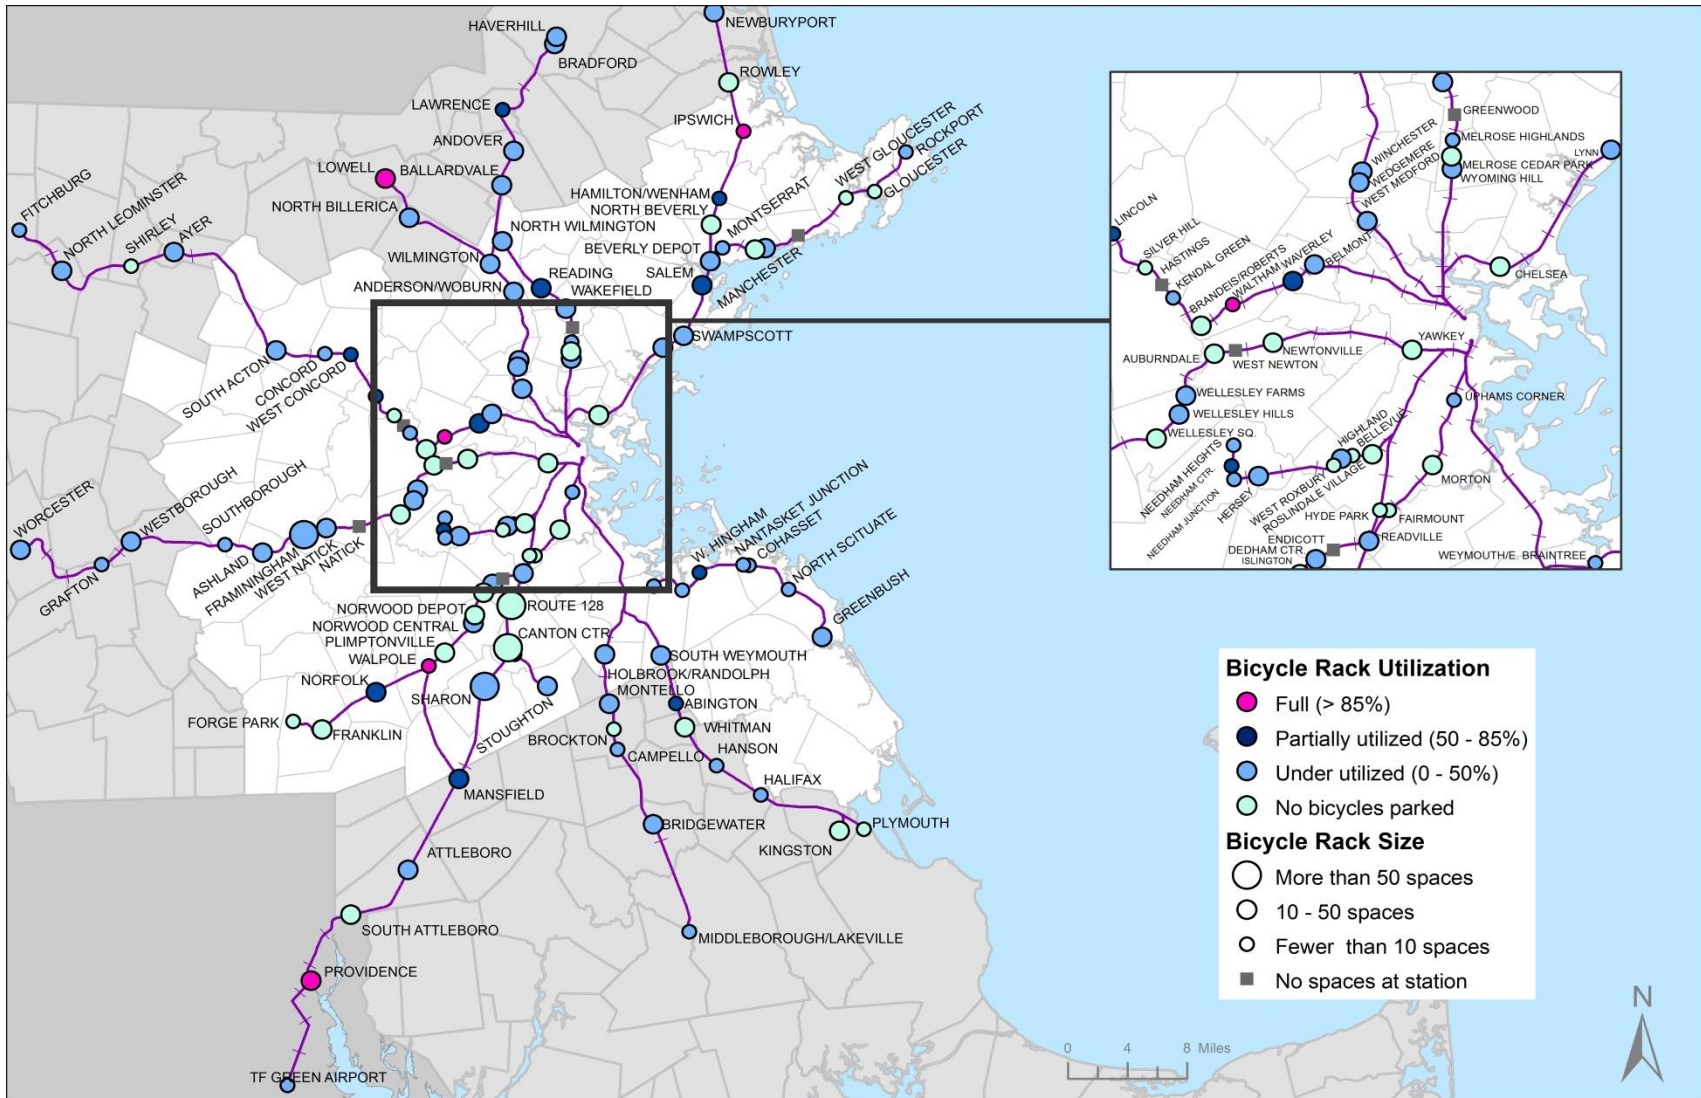 HAVERHILL
NEWBURYPORT
BRADFORD
ROWLEY
LAWRENCE
IPSWICH
ANDOVER
WEST GLOUCESTER
ROCKPORT
GLOUCESTER
LOWELL
BALLARDVALE
FITCHBURG
NORTH LEOMINSTER
SHIRLEY
AYER
HAMILTON/WENHAM
NORTH BEVERLY
MONTSERRAT
NORTH BILLERICA
NORTH WILMINGTON
BEVERLY DEPOT
WILMINGTON
SALEM
MANCHESTER
READING
WAKEFIELD
ANDERSON/WOBURN
SWAMPSCOTT
SOUTH ACTON
CONCORD
WEST CONCORD
WORCESTER
WESTBOROUGH
SOUTHBOROUGH
GRAFTON
ASHLAND
FRAMINGHAM
WEST NATICK
NATICK
W. HINGHAM
NANTASKET JUNCTION
COHASSET
NORTH SCITUATE
GREENBUSH
NORWOOD DEPOT
ROUTE 128
NORWOOD CENTRAL
PLIMPTONVILLE
CANTON CTR.
WALPOLE
SOUTH WEYMOUTH
HOLBROOK/RANDOLPH
NORFOLK
SHARON
STOUGHTON
MONTELLO
ABINGTON
FORGE PARK
FRANKLIN
BROCKTON
WHITMAN
CAMPELLO
HANSON
HALIFAX
MANSFIELD
BRIDGEWATER
PLYMOUTH
KINGSTON
ATTLEBORO
SOUTH ATTLEBORO
MIDDLEBOROUGH/LAKEVILLE
PROVIDENCE
TF GREEN AIRPORT
GREENWOOD
MELROSE HIGHLANDS
WINCHESTER
WEDGEMERE
WEST MEDFORD
MELROSE CEDAR PARK
WYOMING HILL
LYNN
LINCOLN
SILVER HILL
HASTINGS
KENDAL GREEN
BRANDEIS/ROBERTS
WALTHAM
WAVERLEY
BELMONT
CHELSEA
YAWKEY
AUBURNDALE
WEST NEWTON
NEWTONVILLE
WELLESLEY FARMS
WELLESLEY HILLS
WELLESLEY SQ.
UPHAMS CORNER
NEEDHAM HEIGHTS
NEEDHAM CTR.
NEEDHAM JUNCTION
HERSEY
WEST ROXBURY
HIGHLAND
BELLEVUE
ROSLINDALE VILLAGE
MORTON
HYDE PARK
FAIRMOUNT
ENDICOTT
READVILLE
DEDHAM CTR.
ISLINGTON
WEYMOUTH/E. BRAINTREE
Bicycle Rack Utilization
Full (> 85%)
Partially utilized (50 - 85%)
Under utilized (0 - 50%)
No bicycles parked
Bicycle Rack Size
More than 50 spaces
10 - 50 spaces
Fewer than 10 spaces
No spaces at station
0 4 8 Miles
N